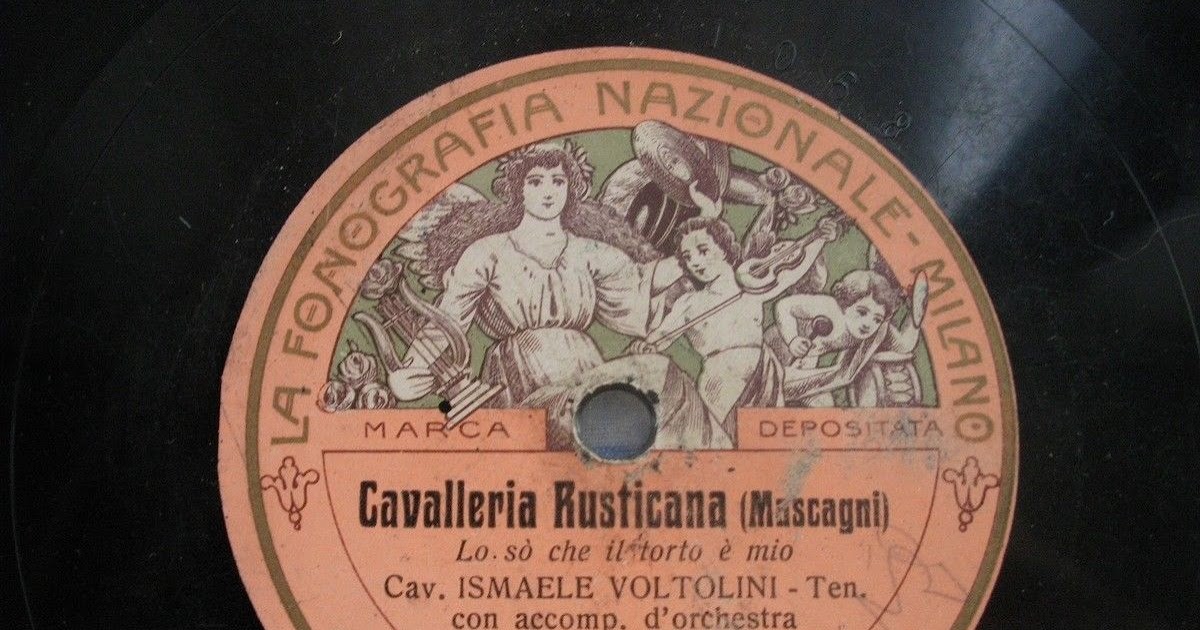 LA FONOGRAFIA NAZIONALE - MILANO
MARCA DEPOSITATA
Cavalleria Rusticana (Mascagni)
Lo sò che il torto è mio
Cav. ISMAELE VOLTOLINI - Ten.
con accomp. d'orchestra